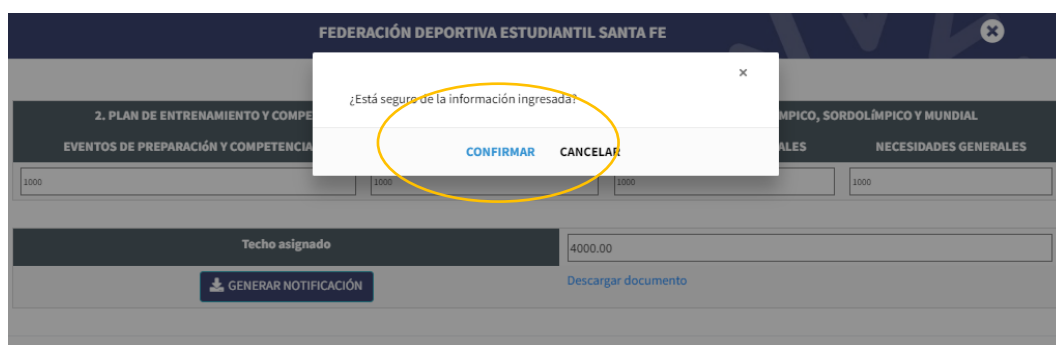 FEDERACIÓN DEPORTIVA ESTUDIANTIL SANTA FE
×
¿Está seguro de la información ingresada?
CONFIRMAR CANCELAR
2. PLAN DE ENTRENAMIENTO Y COMPE
MPICO, SORDOLÍMPICO Y MUNDIAL
EVENTOS DE PREPARACIÓN Y COMPETENCIA
ALES NECESIDADES GENERALES
1000 1000 1000 1000
Techo asignado 4000.00
GENERAR NOTIFICACIÓN Descargar documento